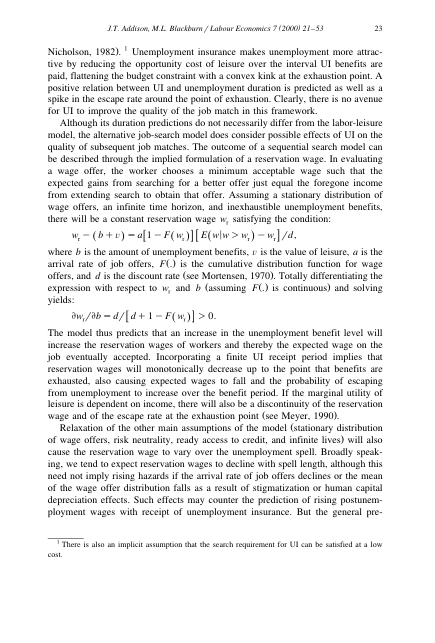 J.T. Addison, M.L. Blackburn / Labour Economics 7 (2000) 21–53 23
Nicholson, 1982). 1 Unemployment insurance makes unemployment more attrac-
tive by reducing the opportunity cost of leisure over the interval UI benefits are
paid, flattening the budget constraint with a convex kink at the exhaustion point. A
positive relation between UI and unemployment duration is predicted as well as a
spike in the escape rate around the point of exhaustion. Clearly, there is no avenue
for UI to improve the quality of the job match in this framework.
Although its duration predictions do not necessarily differ from the labor-leisure
model, the alternative job-search model does consider possible effects of UI on the
quality of subsequent job matches. The outcome of a sequential search model can
be described through the implied formulation of a reservation wage. In evaluating
a wage offer, the worker chooses a minimum acceptable wage such that the
expected gains from searching for a better offer just equal the foregone income
from extending search to obtain that offer. Assuming a stationary distribution of
wage offers, an infinite time horizon, and inexhaustible unemployment benefits,
there will be a constant reservation wage wr satisfying the condition:
wr − (b + v) = a[1 − F(wr)][E(w|w > wr) − wr]/d,
where b is the amount of unemployment benefits, v is the value of leisure, a is the
arrival rate of job offers, F(.) is the cumulative distribution function for wage
offers, and d is the discount rate (see Mortensen, 1970). Totally differentiating the
expression with respect to wr and b (assuming F(.) is continuous) and solving
yields:
∂wr/∂b = d/[d + 1 − F(wr)] > 0.
The model thus predicts that an increase in the unemployment benefit level will
increase the reservation wages of workers and thereby the expected wage on the
job eventually accepted. Incorporating a finite UI receipt period implies that
reservation wages will monotonically decrease up to the point that benefits are
exhausted, also causing expected wages to fall and the probability of escaping
from unemployment to increase over the benefit period. If the marginal utility of
leisure is dependent on income, there will also be a discontinuity of the reservation
wage and of the escape rate at the exhaustion point (see Meyer, 1990).
Relaxation of the other main assumptions of the model (stationary distribution
of wage offers, risk neutrality, ready access to credit, and infinite lives) will also
cause the reservation wage to vary over the unemployment spell. Broadly speak-
ing, we tend to expect reservation wages to decline with spell length, although this
need not imply rising hazards if the arrival rate of job offers declines or the mean
of the wage offer distribution falls as a result of stigmatization or human capital
depreciation effects. Such effects may counter the prediction of rising postunem-
ployment wages with receipt of unemployment insurance. But the general pre-
1 There is also an implicit assumption that the search requirement for UI can be satisfied at a low
cost.